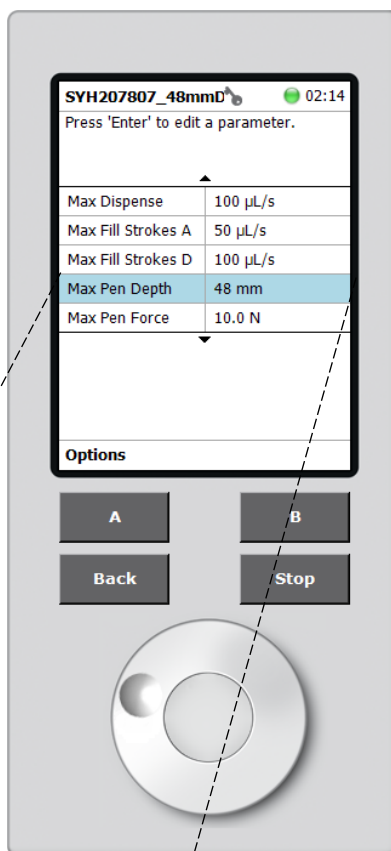 SYH207807_48mmD 02:14
Press 'Enter' to edit a parameter.
Max Dispense 100 µL/s
Max Fill Strokes A 50 µL/s
Max Fill Strokes D 100 µL/s
Max Pen Depth 48 mm
Max Pen Force 10.0 N
Options
A B
Back Stop